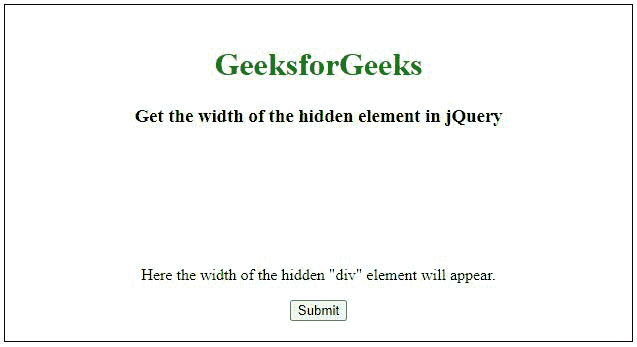 GeeksforGeeks
Get the width of the hidden element in jQuery
Here the width of the hidden "div" element will appear.
Submit